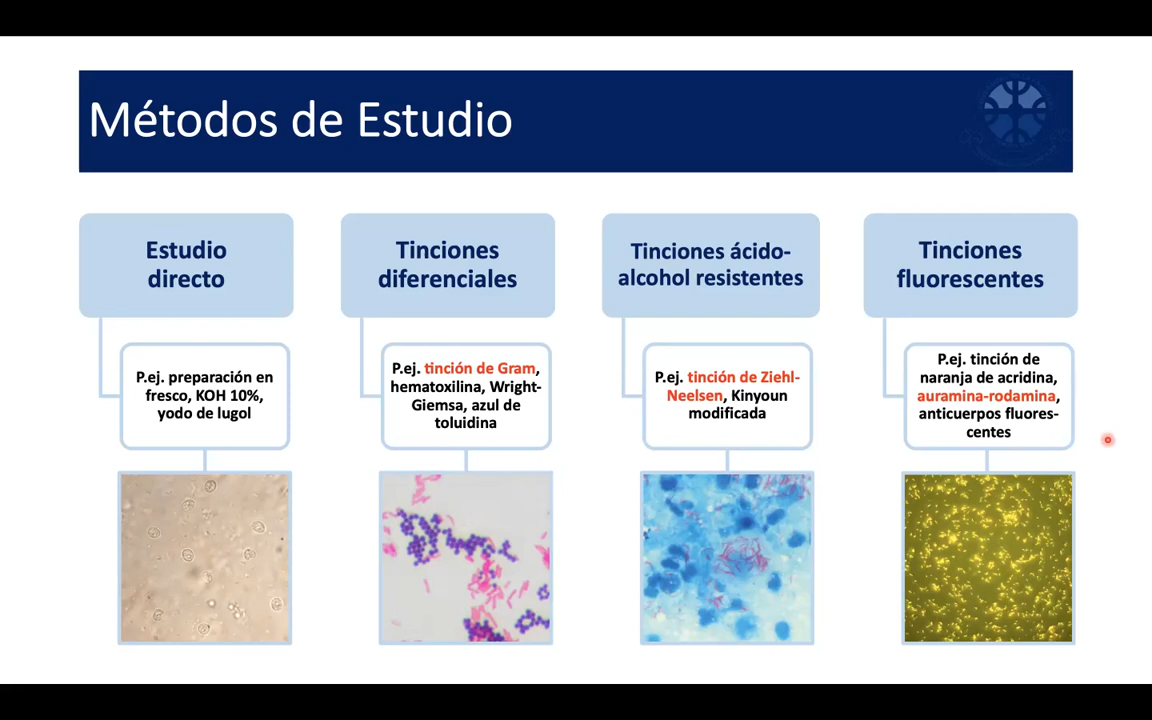 Métodos de Estudio
Estudio
directo
P.ej. preparación en
fresco, KOH 10%,
yodo de lugol
Tinciones
diferenciales
P.ej. tinción de Gram,
hematoxilina, Wright-
Giemsa, azul de
toluidina
Tinciones ácido-
alcohol resistentes
P.ej. tinción de Ziehl-
Neelsen, Kinyoun
modificada
Tinciones
fluorescentes
P.ej. tinción de
naranja de acridina,
auramina-rodamina,
anticuerpos fluores-
centes